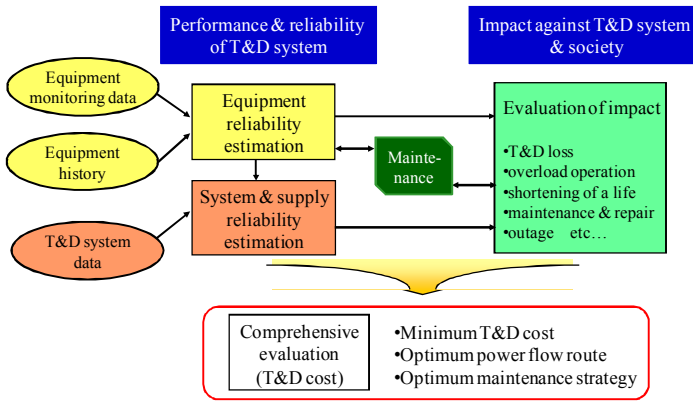 Performance & reliability
of T&D system
Impact against T&D system
& society
Equipment
monitoring data
Equipment
history
T&D system
data
Equipment
reliability
estimation
System & supply
reliability
estimation
Mainte-
nance
Evaluation of impact
•T&D loss
•overload operation
•shortening of a life
•maintenance & repair
•outage etc…
Comprehensive
evaluation
(T&D cost)
•Minimum T&D cost
•Optimum power flow route
•Optimum maintenance strategy